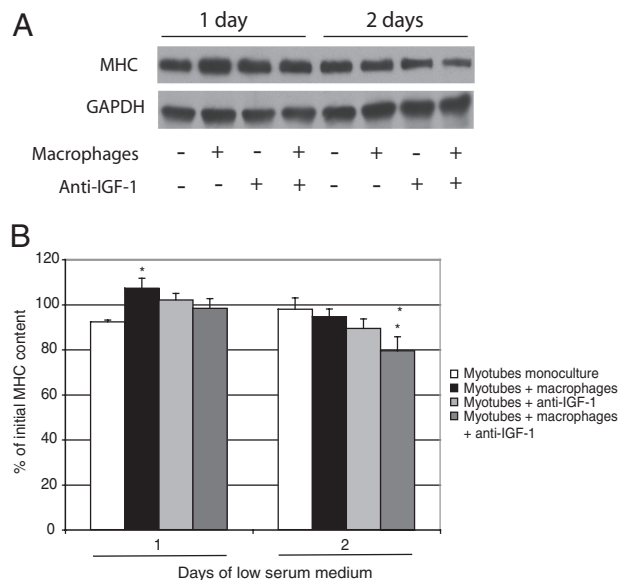 A
1 day 2 days
MHC
GAPDH
Macrophages - + - + - + - +
Anti-IGF-1 - - + + - - + +
B
120
100
80
60
40
20
0
% of initial MHC content
*
*
*
1 2
Days of low serum medium
Myotubes monoculture
Myotubes + macrophages
Myotubes + anti-IGF-1
Myotubes + macrophages
+ anti-IGF-1